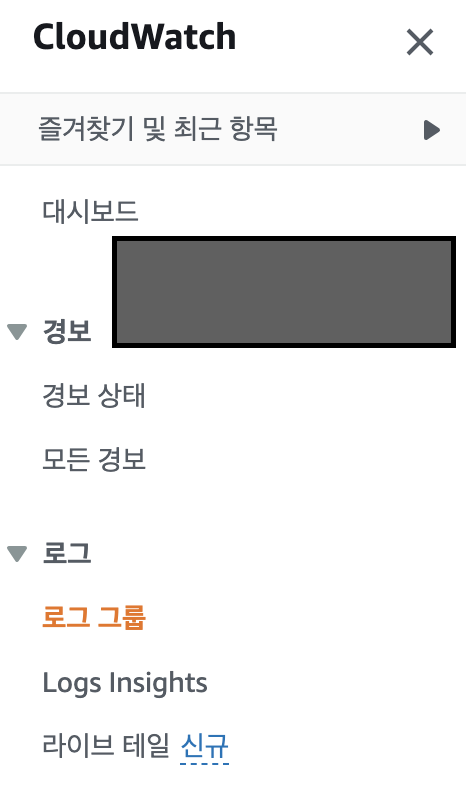 CloudWatch
즐겨찾기 및 최근 항목
대시보드
경보
경보 상태
모든 경보
로그
로그 그룹
Logs Insights
라이브 테일 신규